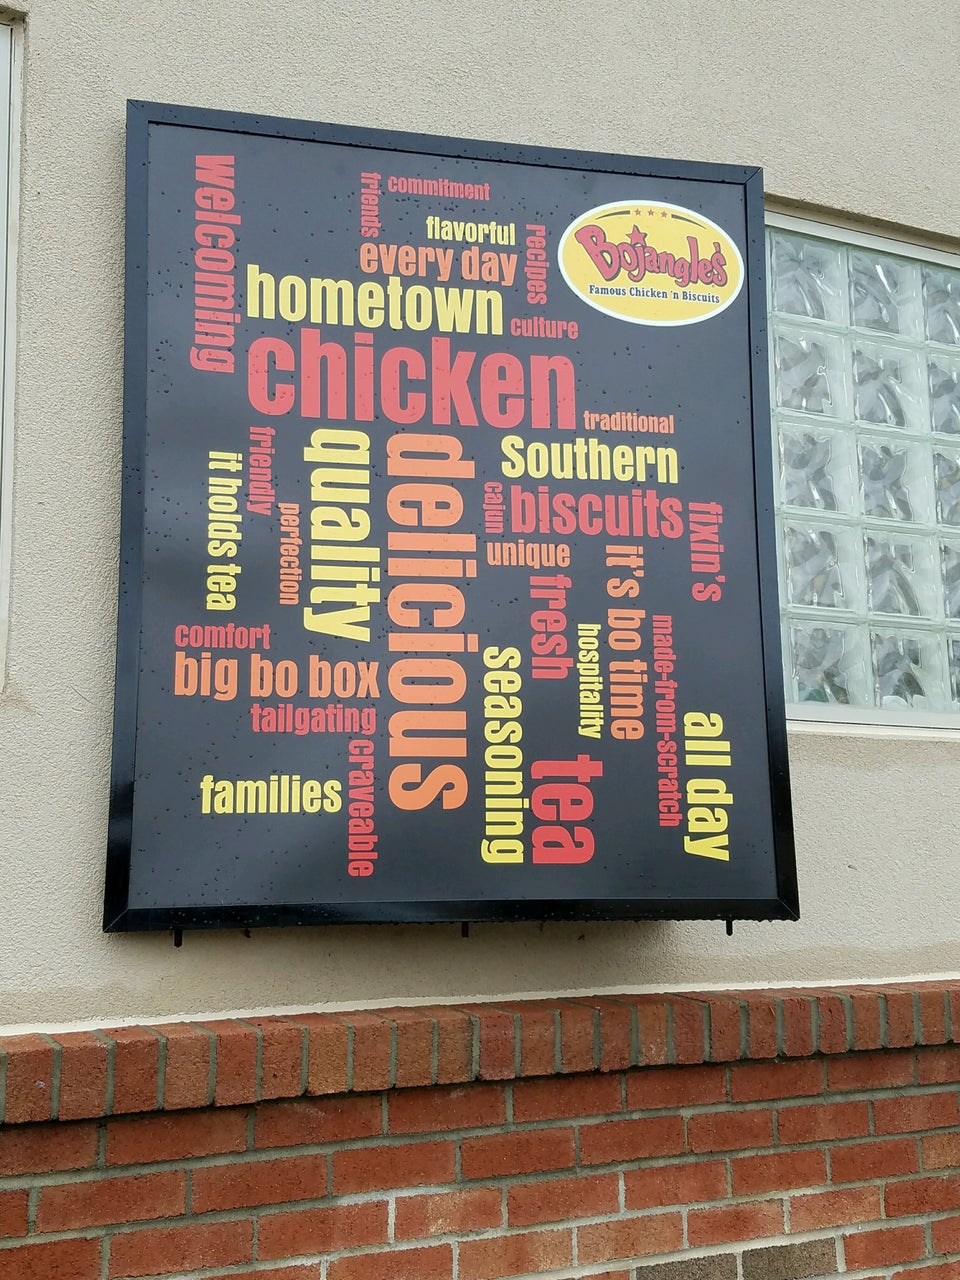 welcoming
friends
commitment
flavorful
recipes
every day
hometown
culture
Bojangles'
Famous Chicken 'n Biscuits
chicken
traditional
friendly
it holds tea
perfection
quality
delicious
Southern
cajun
biscuits
fixin's
unique
fresh
it's bo time
hospitality
made-from-scratch
comfort
big bo box
tailgating
craveable
families
seasoning
tea
all day